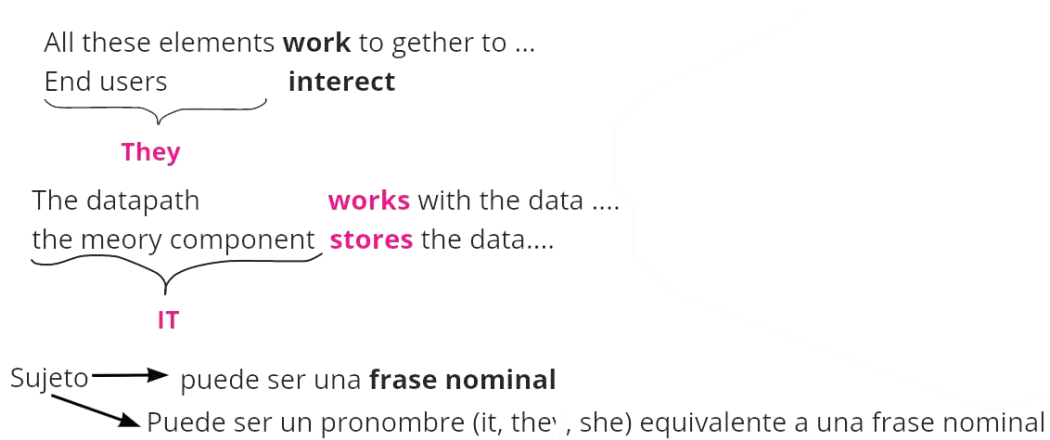 All these elements work to gether to ...
End users interect
They
The datapath works with the data ....
the meory component stores the data....
IT
Sujeto puede ser una frase nominal
Puede ser un pronombre (it, they , she) equivalente a una frase nominal